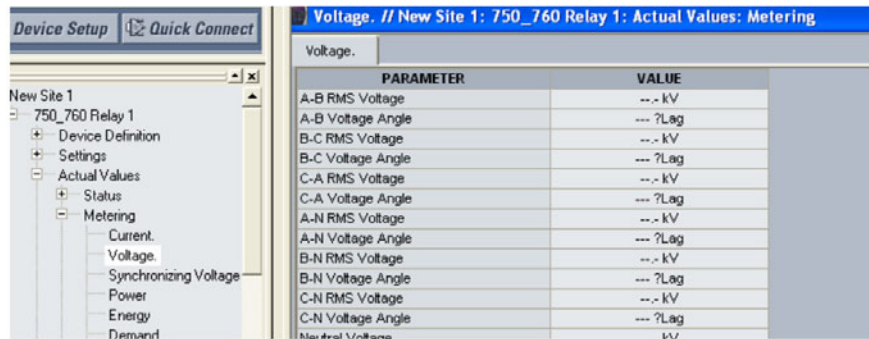 Device Setup
Quick Connect
New Site 1
750_760 Relay 1
Device Definition
Settings
Actual Values
Status
Metering
Current.
Voltage.
Synchronizing Voltage
Power
Energy
Demand
Voltage. // New Site 1: 750_760 Relay 1: Actual Values: Metering
Voltage.
PARAMETER VALUE
A-B RMS Voltage --.- kV
A-B Voltage Angle --- ?Lag
B-C RMS Voltage --.- kV
B-C Voltage Angle --- ?Lag
C-A RMS Voltage --.- kV
C-A Voltage Angle --- ?Lag
A-N RMS Voltage --.- kV
A-N Voltage Angle --- ?Lag
B-N RMS Voltage --.- kV
B-N Voltage Angle --- ?Lag
C-N RMS Voltage --.- kV
C-N Voltage Angle --- ?Lag
Neutral Voltage kV